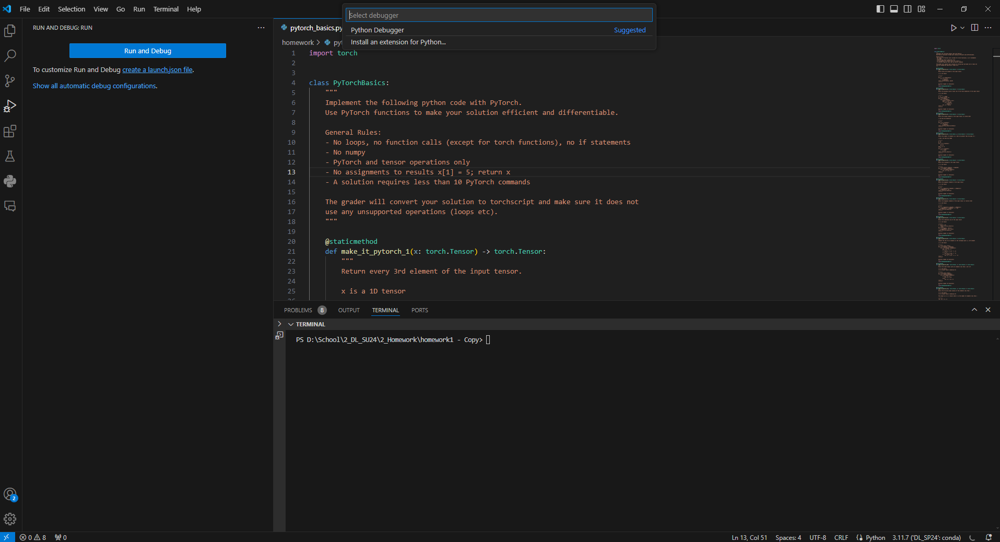 File Edit Selection View Go Run Terminal Help
Select debugger
Python Debugger Suggested
Install an extension for Python...
RUN AND DEBUG: RUN
Run and Debug
To customize Run and Debug create a launch.json file.
Show all automatic debug configurations.
pytorch_basics.py
homework
1 import torch
2
3
4 class PyTorchBasics:
5 """
6 Implement the following python code with PyTorch.
7 Use PyTorch functions to make your solution efficient and differentiable.
8
9 General Rules:
10 - No loops, no function calls (except for torch functions), no if statements
11 - No numpy
12 - PyTorch and tensor operations only
13 - No assignments to results x[1] = 5; return x
14 - A solution requires less than 10 PyTorch commands
15
16 The grader will convert your solution to torchscript and make sure it does not
17 use any unsupported operations (loops etc).
18 """
19
20 @staticmethod
21 def make_it_pytorch_1(x: torch.Tensor) -> torch.Tensor:
22 """
23 Return every 3rd element of the input tensor.
24
25 x is a 1D tensor
PROBLEMS 8 OUTPUT TERMINAL PORTS
TERMINAL
PS D:\School\2_DL_SU24\2_Homework\homework1 - Copy>
2
0 8 0 Ln 13, Col 51 Spaces: 4 UTF-8 CRLF Python 3.11.7 ('DL_SP24': conda)